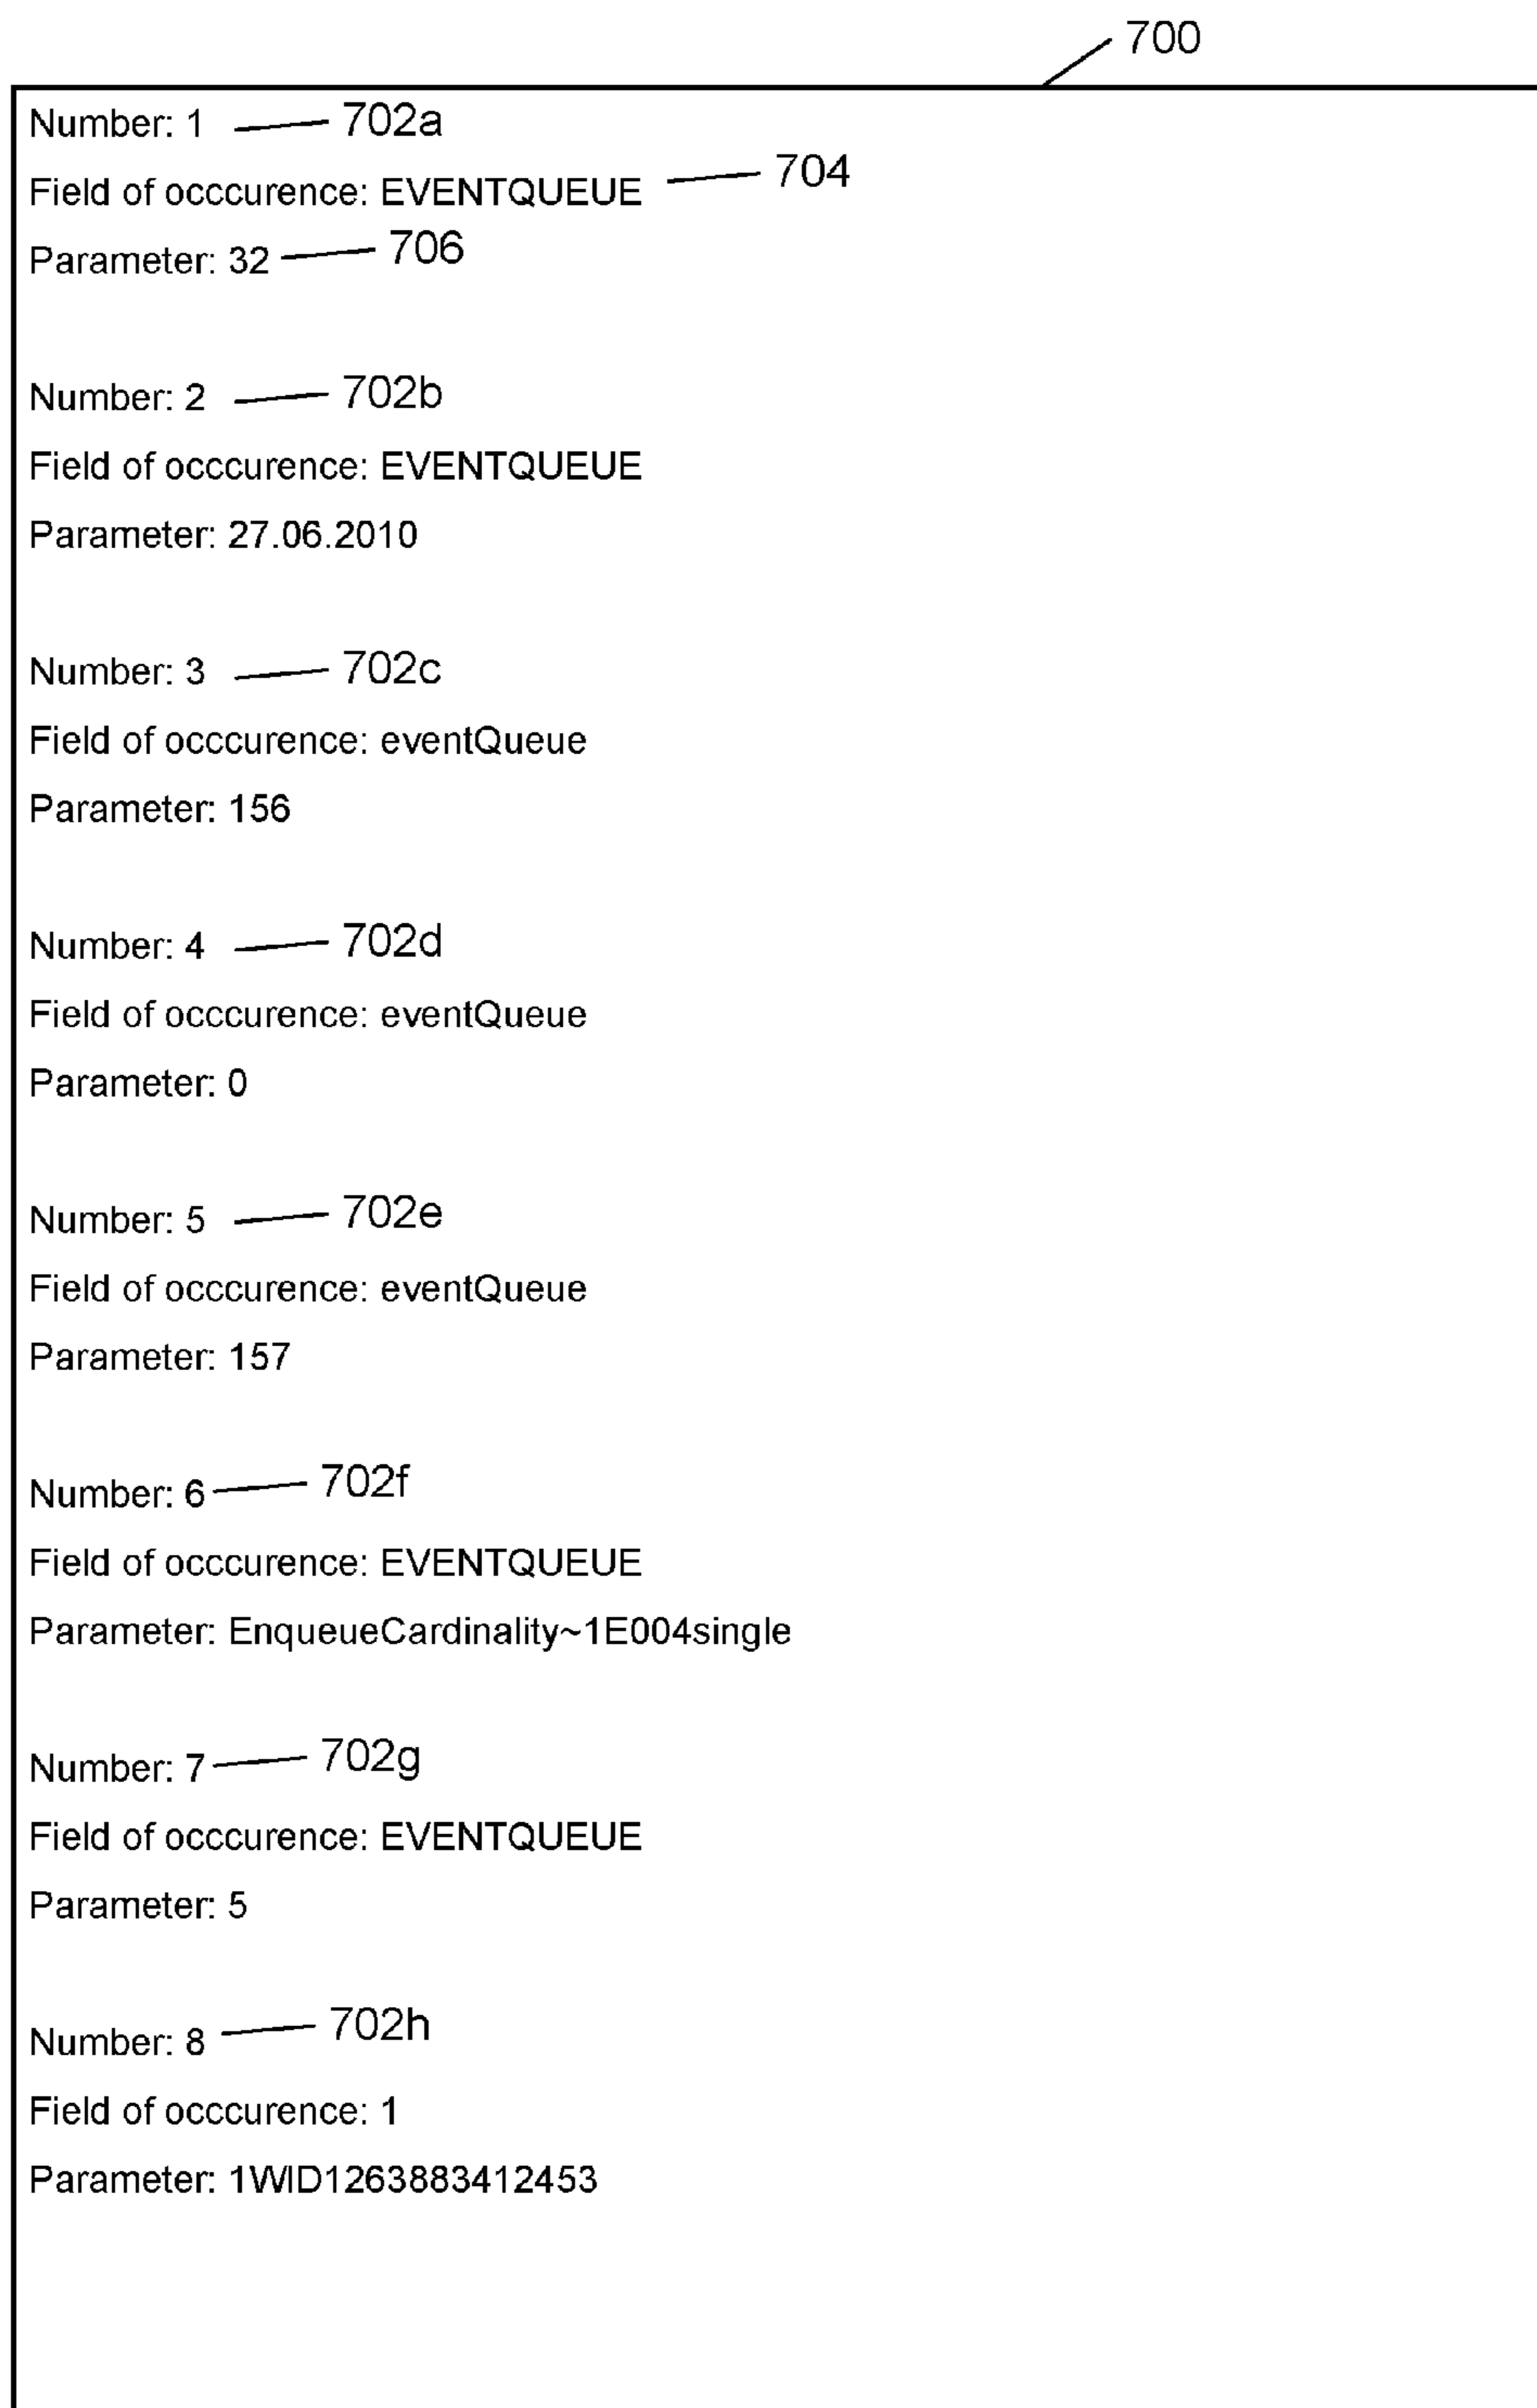 700
Number: 1 702a
Field of occcurence: EVENTQUEUE 704
Parameter: 32 706
Number: 2 702b
Field of occcurence: EVENTQUEUE
Parameter: 27.06.2010
Number: 3 702c
Field of occcurence: eventQueue
Parameter: 156
Number: 4 702d
Field of occcurence: eventQueue
Parameter: 0
Number: 5 702e
Field of occcurence: eventQueue
Parameter: 157
Number: 6 702f
Field of occcurence: EVENTQUEUE
Parameter: EnqueueCardinality~1E004single
Number: 7 702g
Field of occcurence: EVENTQUEUE
Parameter: 5
Number: 8 702h
Field of occcurence: 1
Parameter: 1WID1263883412453